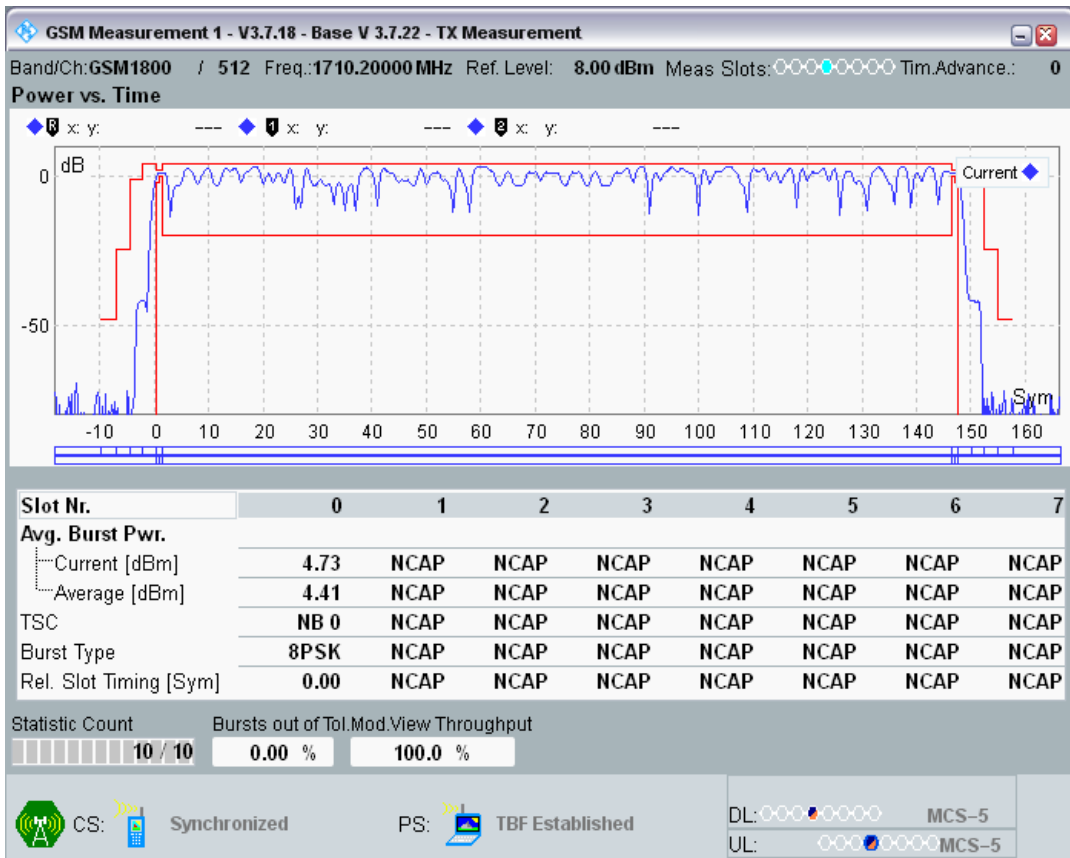 GSM Measurement 1 - V3.7.18 - Base V 3.7.22 - TX Measurement
Band/Ch:GSM1800 / 512 Freq.:1710.20000 MHz Ref. Level: 8.00 dBm Meas Slots: Tim.Advance.: 0
Power vs. Time
R x: y: --- 1 x: y: --- 2 x: y: ---
dB
Current
0
-50
Sym
-10 0 10 20 30 40 50 60 70 80 90 100 110 120 130 140 150 160
Slot Nr. 0 1 2 3 4 5 6 7
Avg. Burst Pwr.
Current [dBm] 4.73 NCAP NCAP NCAP NCAP NCAP NCAP NCAP
Average [dBm] 4.41 NCAP NCAP NCAP NCAP NCAP NCAP NCAP
TSC NB 0 NCAP NCAP NCAP NCAP NCAP NCAP NCAP
Burst Type 8PSK NCAP NCAP NCAP NCAP NCAP NCAP NCAP
Rel. Slot Timing [Sym] 0.00 NCAP NCAP NCAP NCAP NCAP NCAP NCAP
Statistic Count Bursts out of Tol.Mod.View Throughput
10 / 10 0.00 % 100.0 %
CS: Synchronized PS: TBF Established
DL: MCS-5
UL: MCS-5